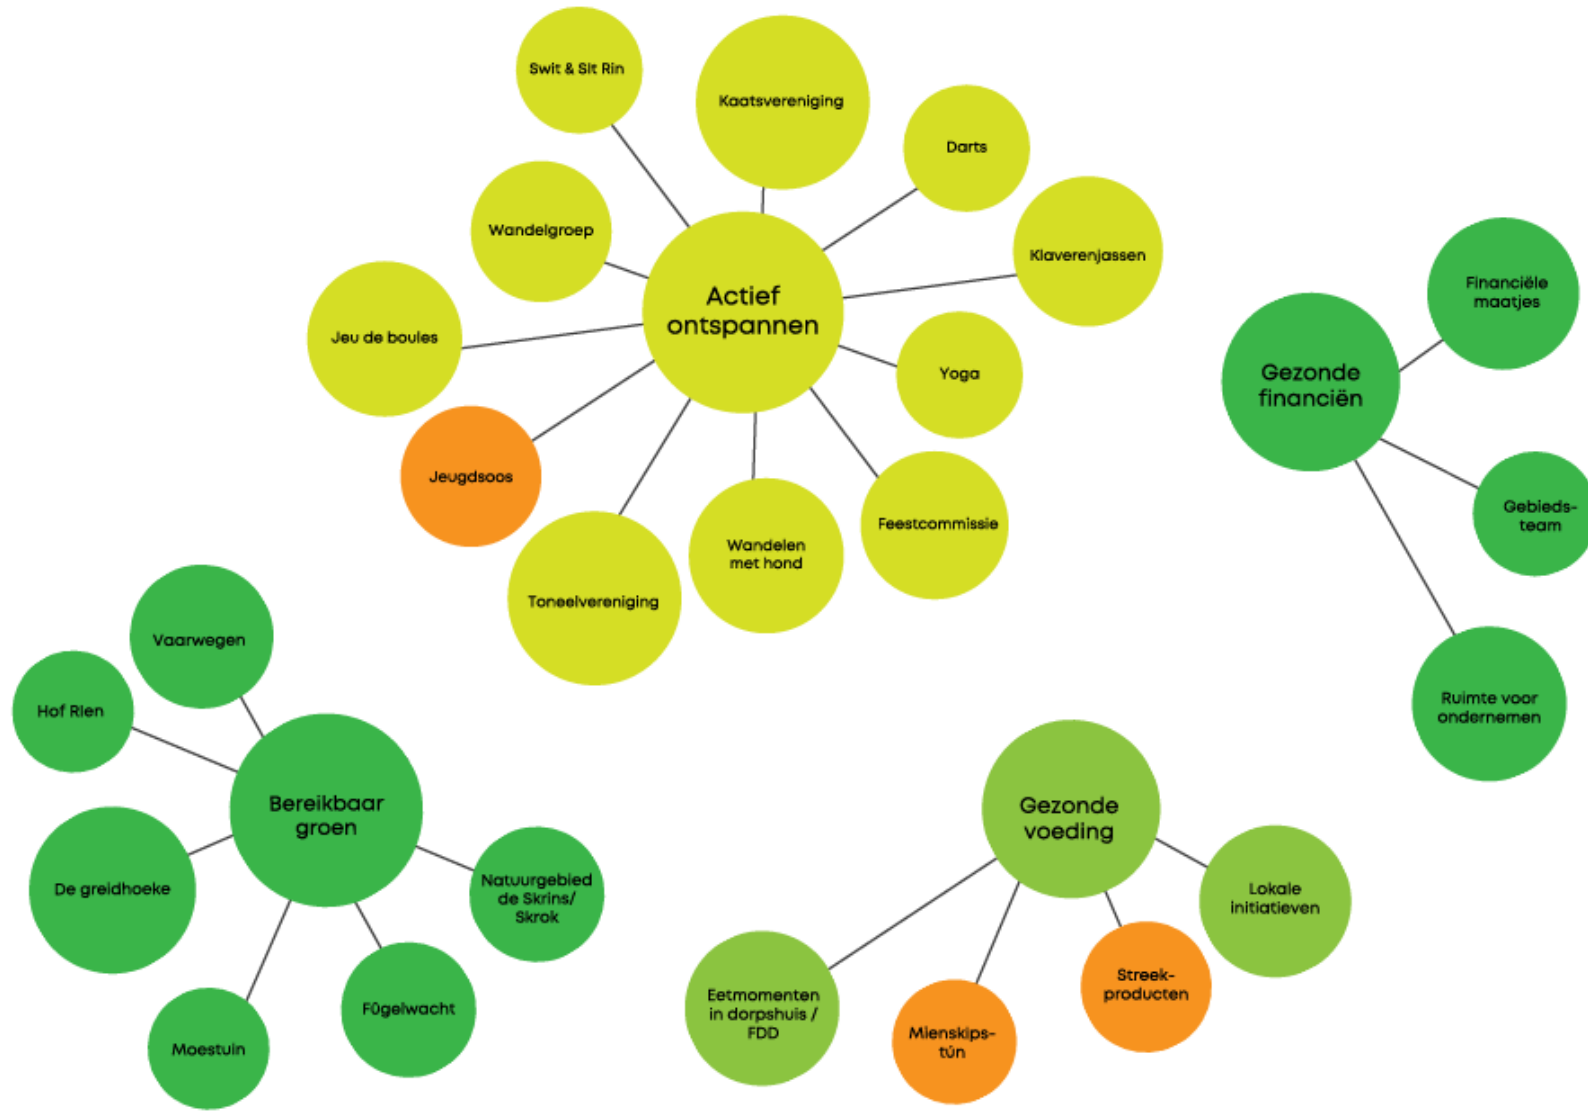 Swit & Slt Rin
Kaatsvereniging
Darts
Wandelgroep
Klaverenjassen
Actief
ontspannen
Jeu de boules
Yoga
Jeugdsoos
Feestcommissie
Wandelen
met hond
Toneelvereniging
Financiële
maatjes
Gezonde
financiën
Gebieds-
team
Ruimte voor
ondernemen
Vaarwegen
Hof Rien
Bereikbaar
groen
De greidhoeke
Natuurgebied
de Skrins/
Skrok
Fûgelwacht
Moestuin
Gezonde
voeding
Lokale
initiatieven
Streek-
producten
Eetmomenten
in dorpshuis /
FDD
Mienskips-
tún